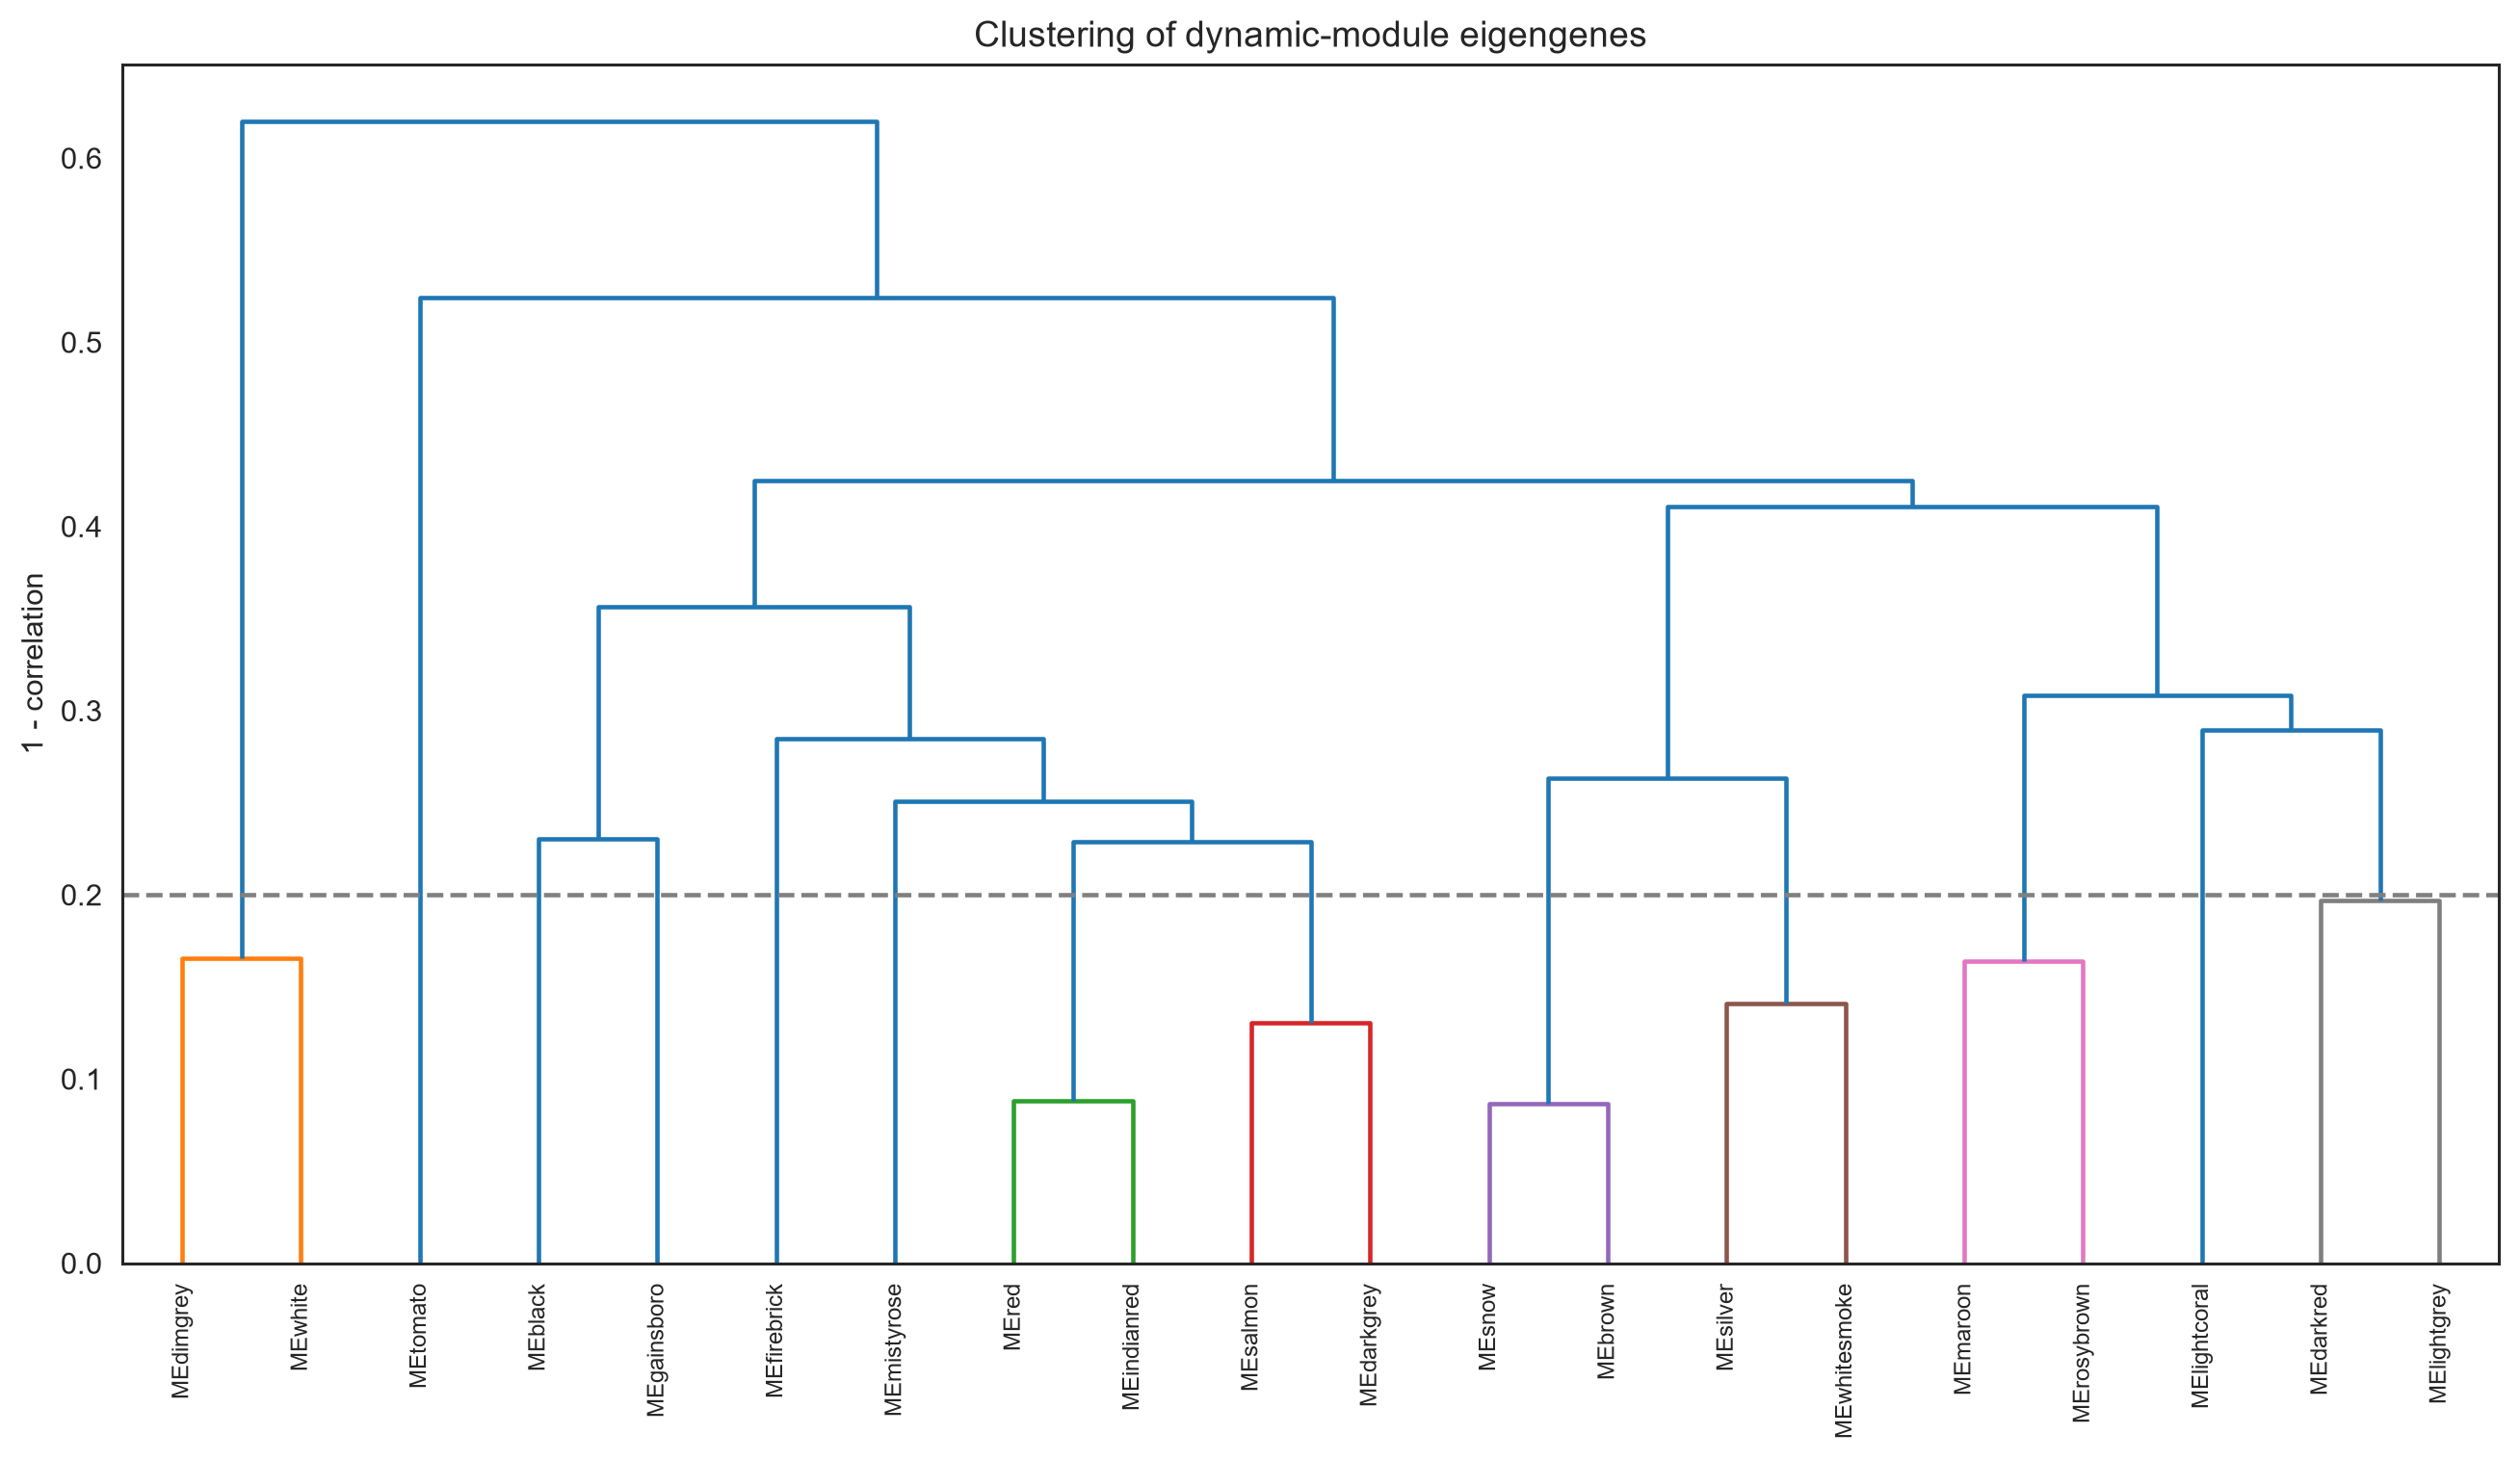 Clustering of dynamic-module eigengenes
1 - correlation
0.6
0.5
0.4
0.3
0.2
0.1
0.0
MEdimgrey
MEwhite
MEtomato
MEblack
MEgainsboro
MEfirebrick
MEmistyrose
MEred
MEindianred
MEsalmon
MEdarkgrey
MEsnow
MEbrown
MEsilver
MEwhitesmoke
MEmaroon
MErosybrown
MElightcoral
MEdarkred
MElightgrey